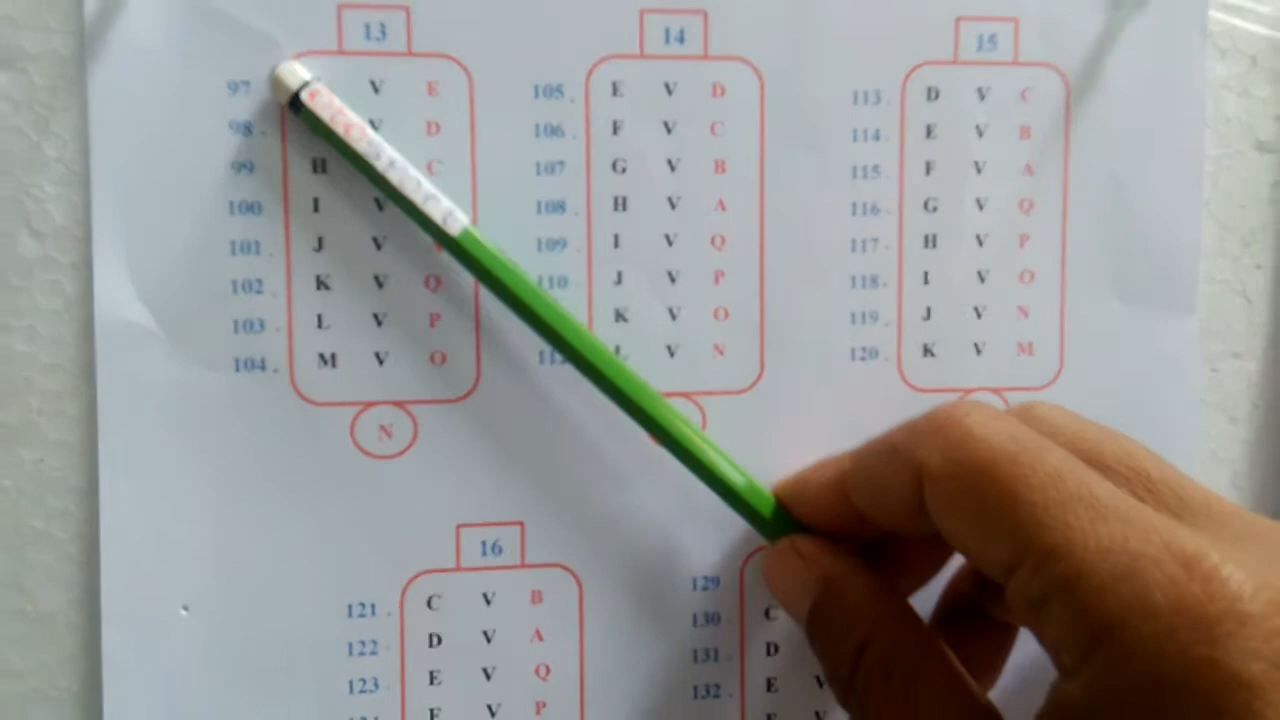 13
97 V E
98. V D
99 H C
100 I V
101. J V
102. K V Q
103. L V P
104. M V O
N
14
105. E V D
106. F V C
107 G V B
108. H V A
109. I V Q
110 J V P
K V O
L V N
15
113. D V C
114. E V B
115. F V A
116. G V Q
117. H V P
118. I V O
119. J V N
120. K V M
16
121. C V B
122. D V A
123. E V Q
F V P
129
130. C
131. D
132. E V